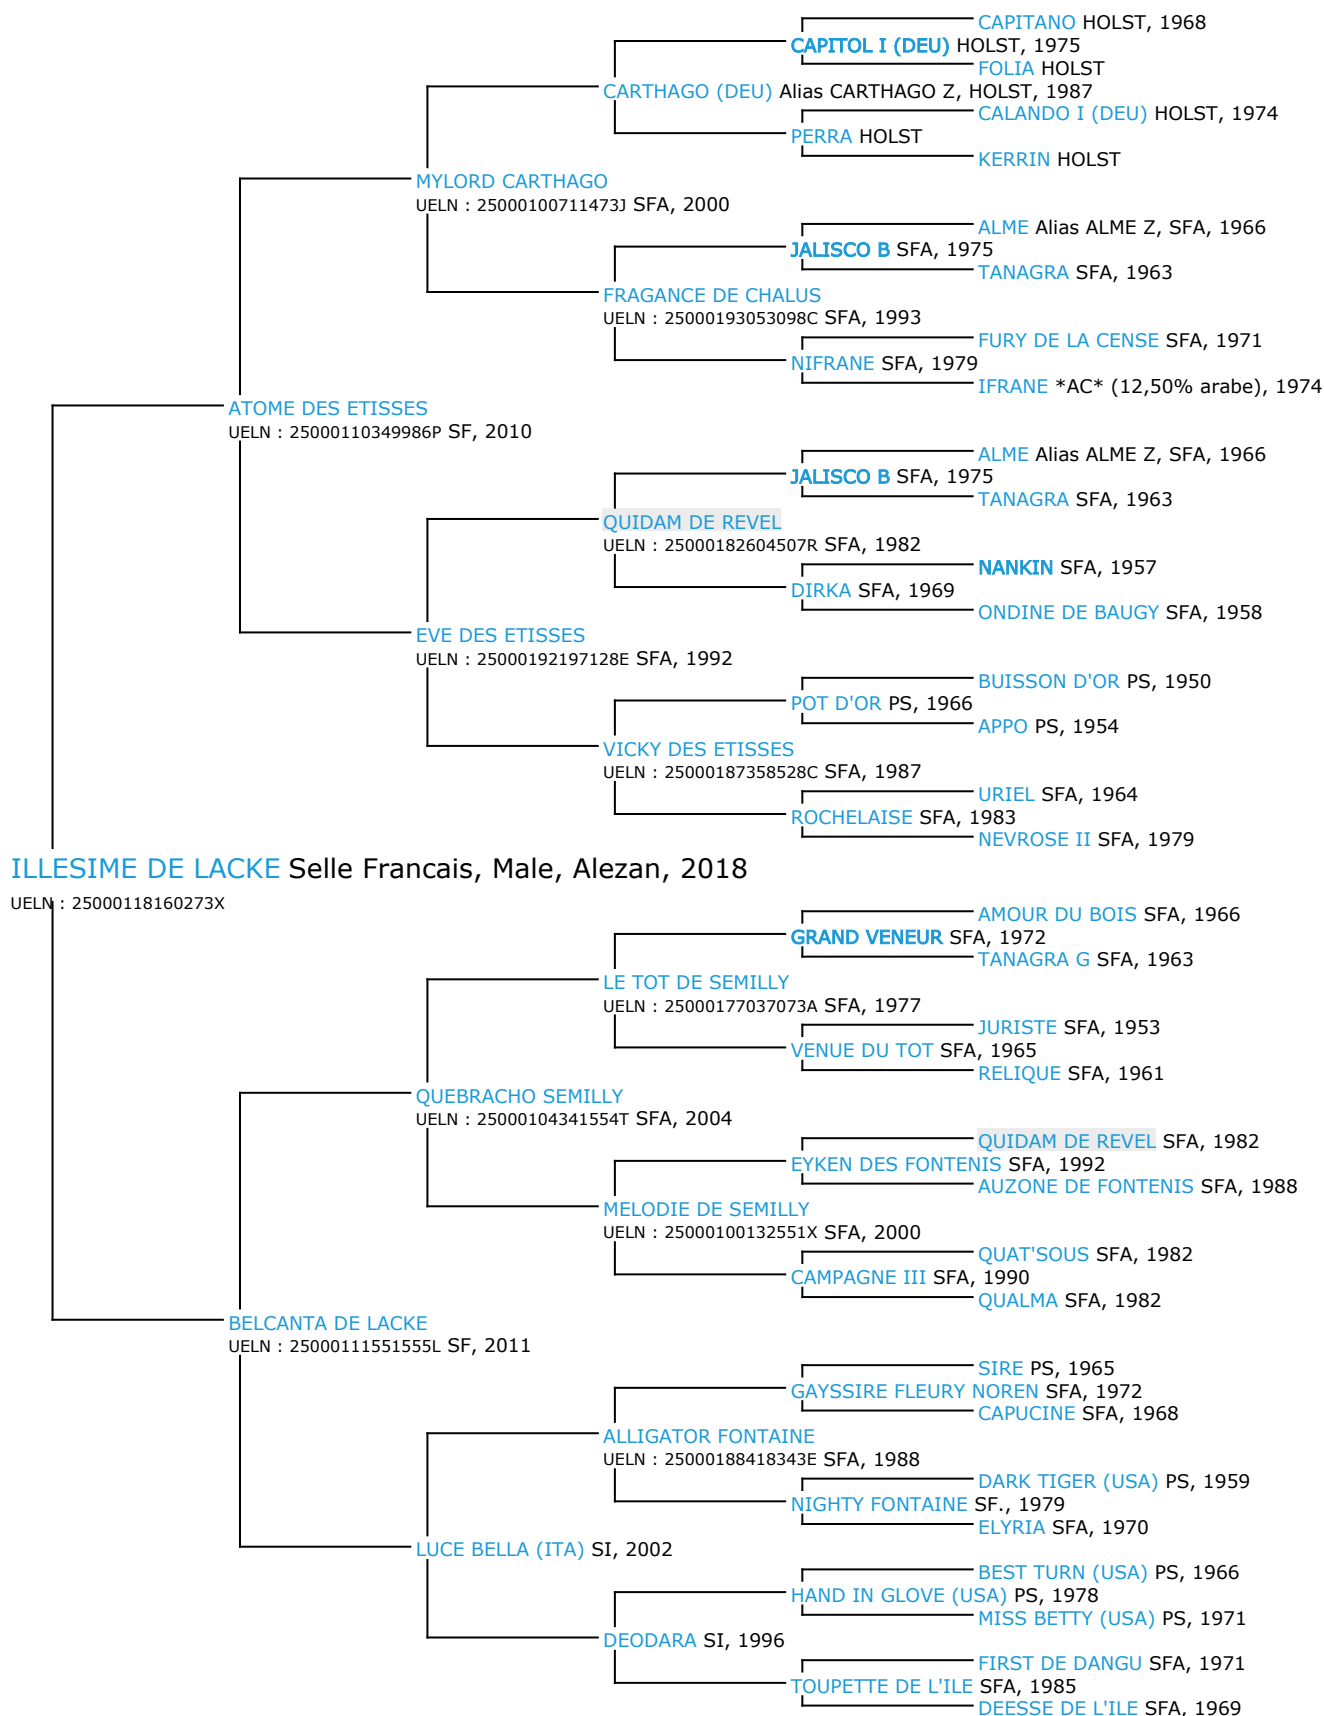 CAPITANO HOLST, 1968
CAPITOL I (DEU) HOLST, 1975
FOLIA HOLST
CARTHAGO (DEU) Alias CARTHAGO Z, HOLST, 1987
CALANDO I (DEU) HOLST, 1974
PERRA HOLST
KERRIN HOLST
MYLORD CARTHAGO
UELN : 25000100711473J SFA, 2000
ALME Alias ALME Z, SFA, 1966
JALISCO B SFA, 1975
TANAGRA SFA, 1963
FRAGANCE DE CHALUS
UELN : 25000193053098C SFA, 1993
FURY DE LA CENSE SFA, 1971
NIFRANE SFA, 1979
IFRANE *AC* (12,50% arabe), 1974
ATOME DES ETISSES
UELN : 25000110349986P SF, 2010
ALME Alias ALME Z, SFA, 1966
JALISCO B SFA, 1975
TANAGRA SFA, 1963
QUIDAM DE REVEL
UELN : 25000182604507R SFA, 1982
NANKIN SFA, 1957
DIRKA SFA, 1969
ONDINE DE BAUGY SFA, 1958
EVE DES ETISSES
UELN : 25000192197128E SFA, 1992
BUISSON D'OR PS, 1950
POT D'OR PS, 1966
APPO PS, 1954
VICKY DES ETISSES
UELN : 25000187358528C SFA, 1987
URIEL SFA, 1964
ROCHELAISE SFA, 1983
NEVROSE II SFA, 1979
ILLESIME DE LACKE Selle Francais, Male, Alezan, 2018
UELN : 25000118160273X
AMOUR DU BOIS SFA, 1966
GRAND VENEUR SFA, 1972
TANAGRA G SFA, 1963
LE TOT DE SEMILLY
UELN : 25000177037073A SFA, 1977
JURISTE SFA, 1953
VENUE DU TOT SFA, 1965
RELIQUE SFA, 1961
QUEBRACHO SEMILLY
UELN : 25000104341554T SFA, 2004
QUIDAM DE REVEL SFA, 1982
EYKEN DES FONTENIS SFA, 1992
AUZONE DE FONTENIS SFA, 1988
MELODIE DE SEMILLY
UELN : 25000100132551X SFA, 2000
QUAT'SOUS SFA, 1982
CAMPAGNE III SFA, 1990
QUALMA SFA, 1982
BELCANTA DE LACKE
UELN : 25000111551555L SF, 2011
SIRE PS, 1965
GAYSSIRE FLEURY NOREN SFA, 1972
CAPUCINE SFA, 1968
ALLIGATOR FONTAINE
UELN : 25000188418343E SFA, 1988
DARK TIGER (USA) PS, 1959
NIGHTY FONTAINE SF., 1979
ELYRIA SFA, 1970
LUCE BELLA (ITA) SI, 2002
BEST TURN (USA) PS, 1966
HAND IN GLOVE (USA) PS, 1978
MISS BETTY (USA) PS, 1971
DEODARA SI, 1996
FIRST DE DANGU SFA, 1971
TOUPETTE DE L'ILE SFA, 1985
DEESSE DE L'ILE SFA, 1969